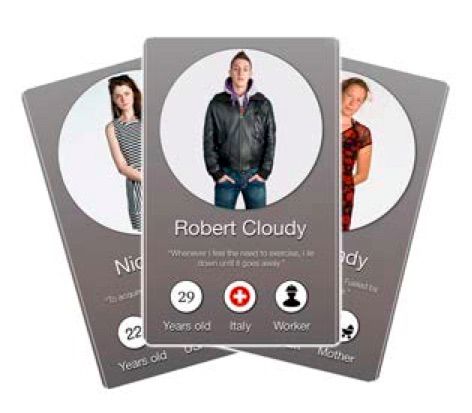 Robert Cloudy
"Whenever I feel the need to exercise, I lie
down until it goes away."
29
Years old
Italy
Worker
Nic
"To acqui
22
Years old
US
dy
Fueled by
Mother